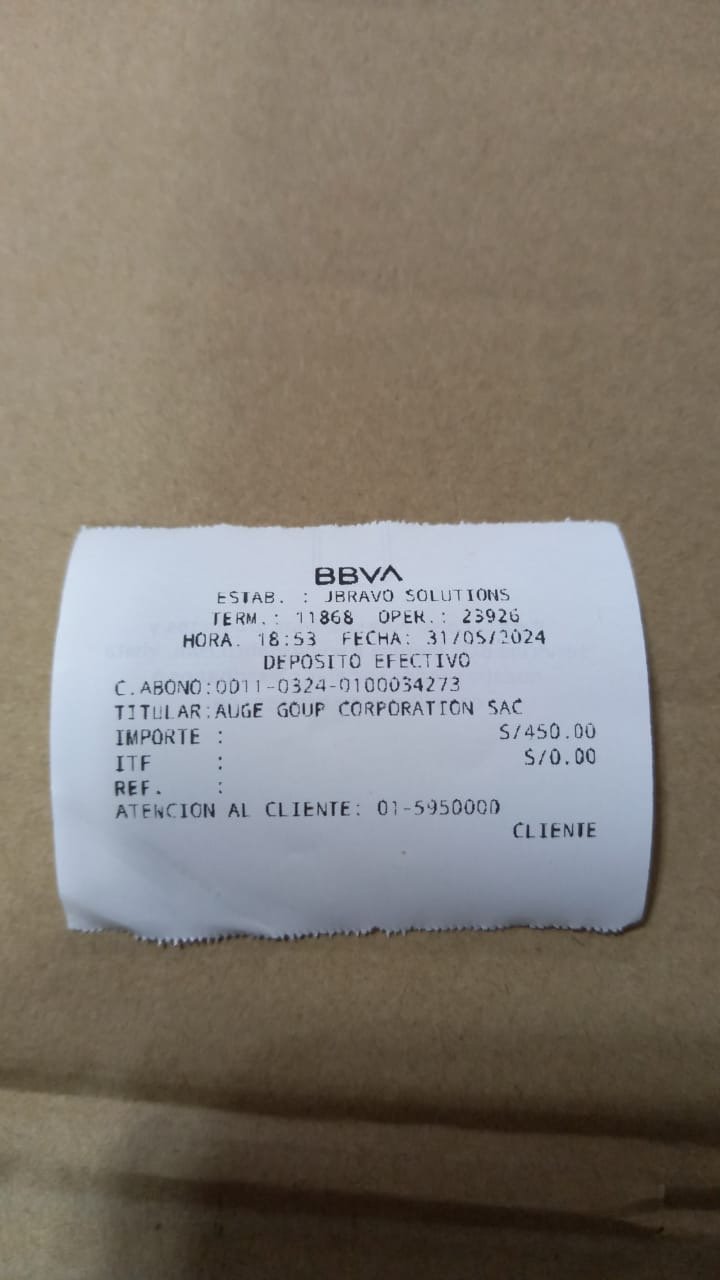 BBVA
ESTAB. : JBRAVO SOLUTIONS
TERM.: 11868 OPER.: 23926
HORA. 18:53 FECHA: 31/05/2024
DEPOSITO EFECTIVO
C.ABONO:0011-0324-0100034273
TITULAR:AUGE GOUP CORPORATION SAC
IMPORTE : S/450.00
ITF : S/0.00
REF. :
ATENCION AL CLIENTE: 01-5950000
CLIENTE